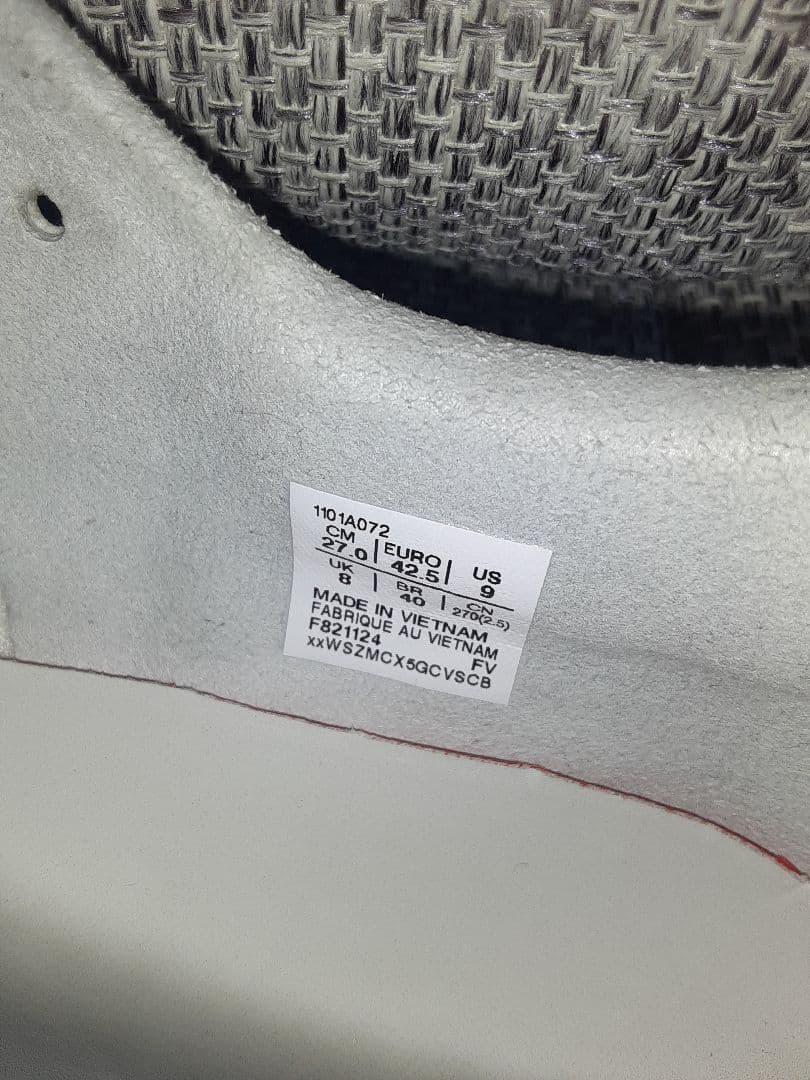 1101A072
CM | EURO | US
27.0 | 42.5 | 9
UK | BR | CN
8 | 40 | 270(2.5)
MADE IN VIETNAM
FABRIQUE AU VIETNAM
F821124 FV
xxWSZMCX5GCVSCB